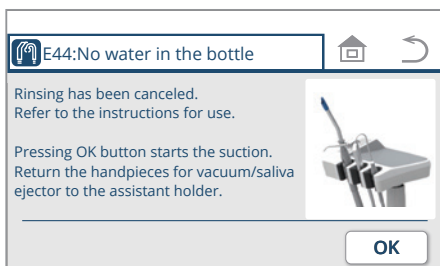 E44:No water in the bottle
Rinsing has been canceled.
Refer to the instructions for use.
Pressing OK button starts the suction.
Return the handpieces for vacuum/saliva
ejector to the assistant holder.
OK